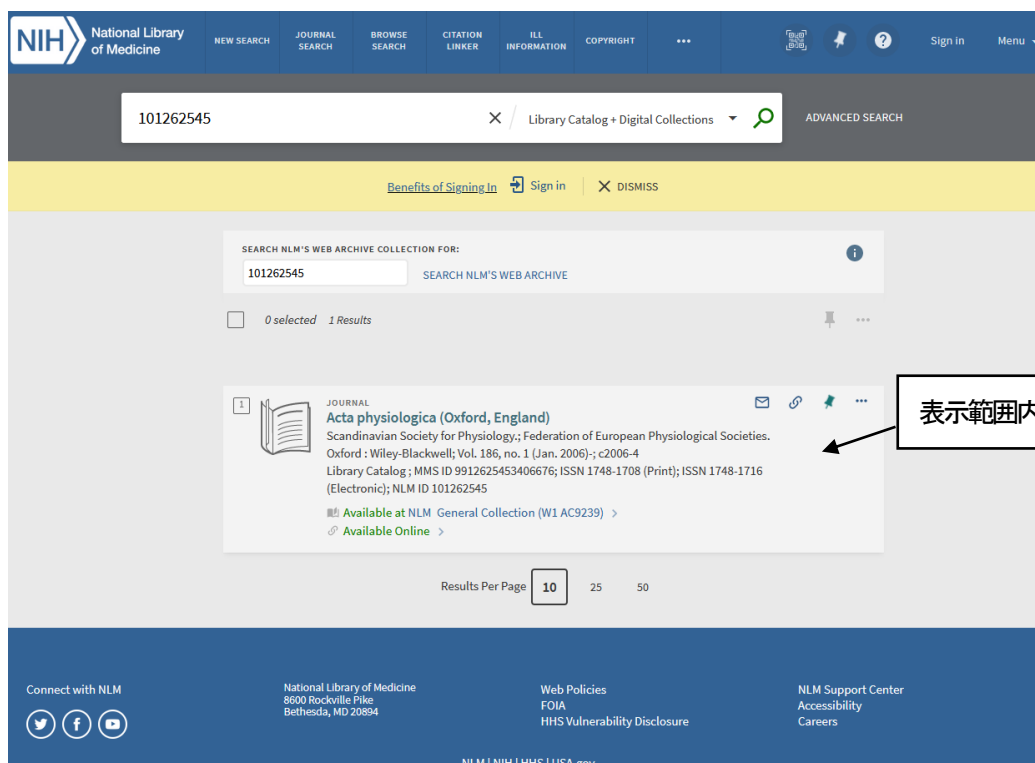 NIH National Library of Medicine
NEW SEARCH
JOURNAL SEARCH
BROWSE SEARCH
CITATION LINKER
ILL INFORMATION
COPYRIGHT
•••
Sign in
Menu
101262545
Library Catalog + Digital Collections
ADVANCED SEARCH
Benefits of Signing In
Sign in
DISMISS
SEARCH NLM'S WEB ARCHIVE COLLECTION FOR:
101262545
SEARCH NLM'S WEB ARCHIVE
0 selected 1 Results
1
JOURNAL
Acta physiologica (Oxford, England)
Scandinavian Society for Physiology.; Federation of European Physiological Societies.
Oxford : Wiley-Blackwell; Vol. 186, no. 1 (Jan. 2006)-; c2006-4
Library Catalog ; MMS ID 9912625453406676; ISSN 1748-1708 (Print); ISSN 1748-1716
(Electronic); NLM ID 101262545
Available at NLM General Collection (W1 AC9239) >
Available Online >
表示範囲内
Results Per Page 10 25 50
Connect with NLM
National Library of Medicine
8600 Rockville Pike
Bethesda, MD 20894
Web Policies
FOIA
HHS Vulnerability Disclosure
NLM Support Center
Accessibility
Careers
NLM | NIH | HHS | USA.gov